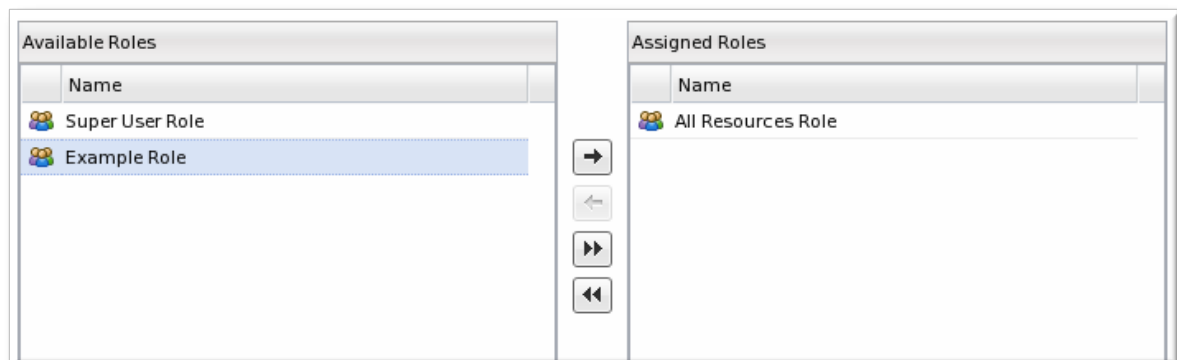 Available Roles
Name
Super User Role
Example Role
Assigned Roles
Name
All Resources Role